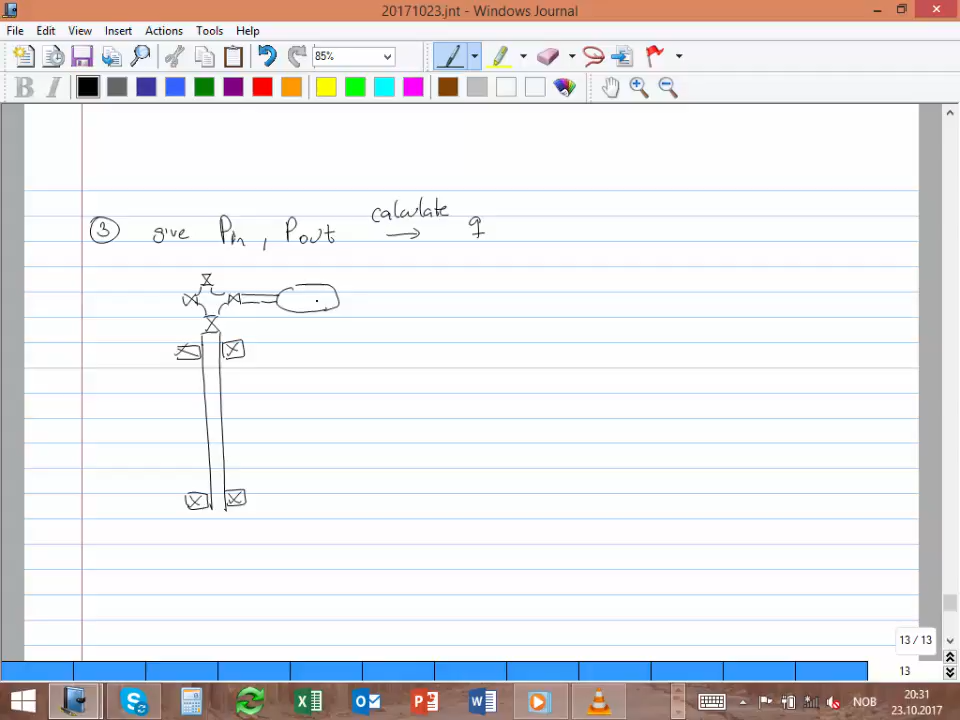 20171023.jnt - Windows Journal
File Edit View Insert Actions Tools Help
85%
B I
calculate
3 give Pin, Pout → q
13 / 13
13
NOB
20:31
23.10.2017